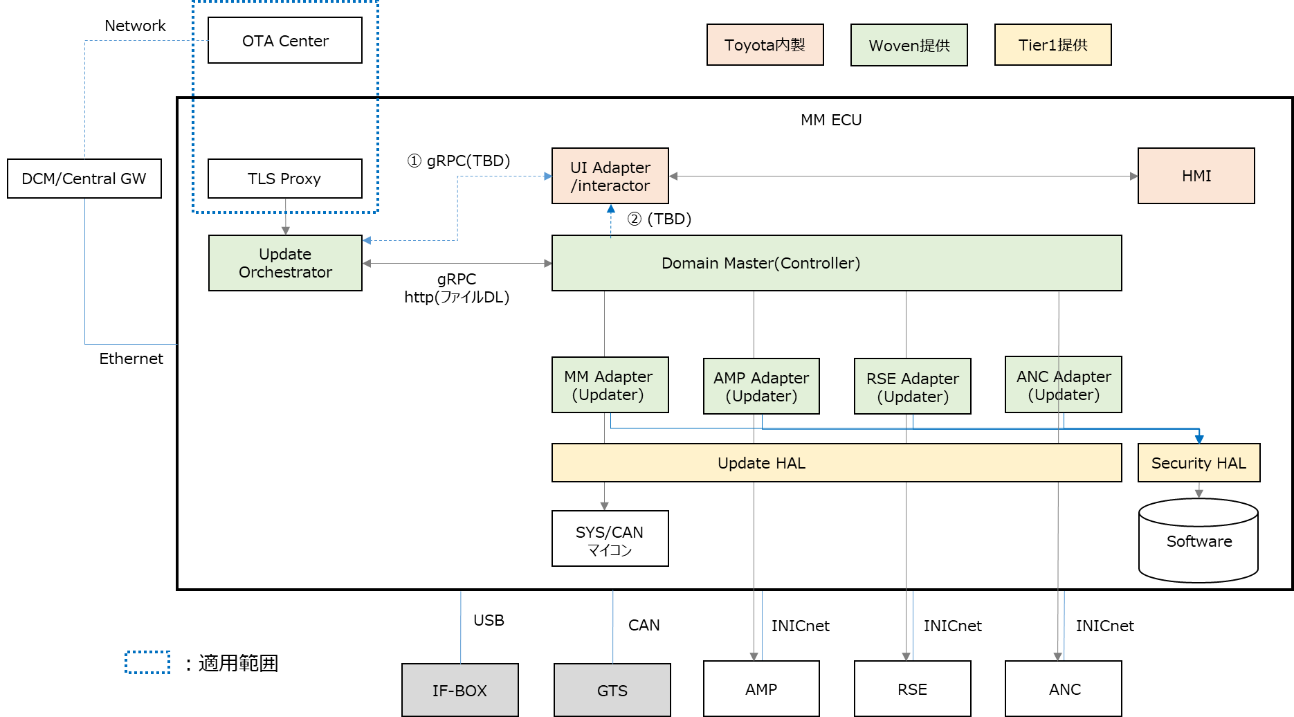 Network
OTA Center
Toyota内製
Woven提供
Tier1提供
MM ECU
DCM/Central GW
TLS Proxy
① gRPC(TBD)
UI Adapter
/interactor
HMI
② (TBD)
Update
Orchestrator
Domain Master(Controller)
gRPC
http(ファイルDL)
Ethernet
MM Adapter
(Updater)
AMP Adapter
(Updater)
RSE Adapter
(Updater)
ANC Adapter
(Updater)
Update HAL
Security HAL
SYS/CAN
マイコン
Software
USB
CAN
INICnet
INICnet
INICnet
：適用範囲
IF-BOX
GTS
AMP
RSE
ANC